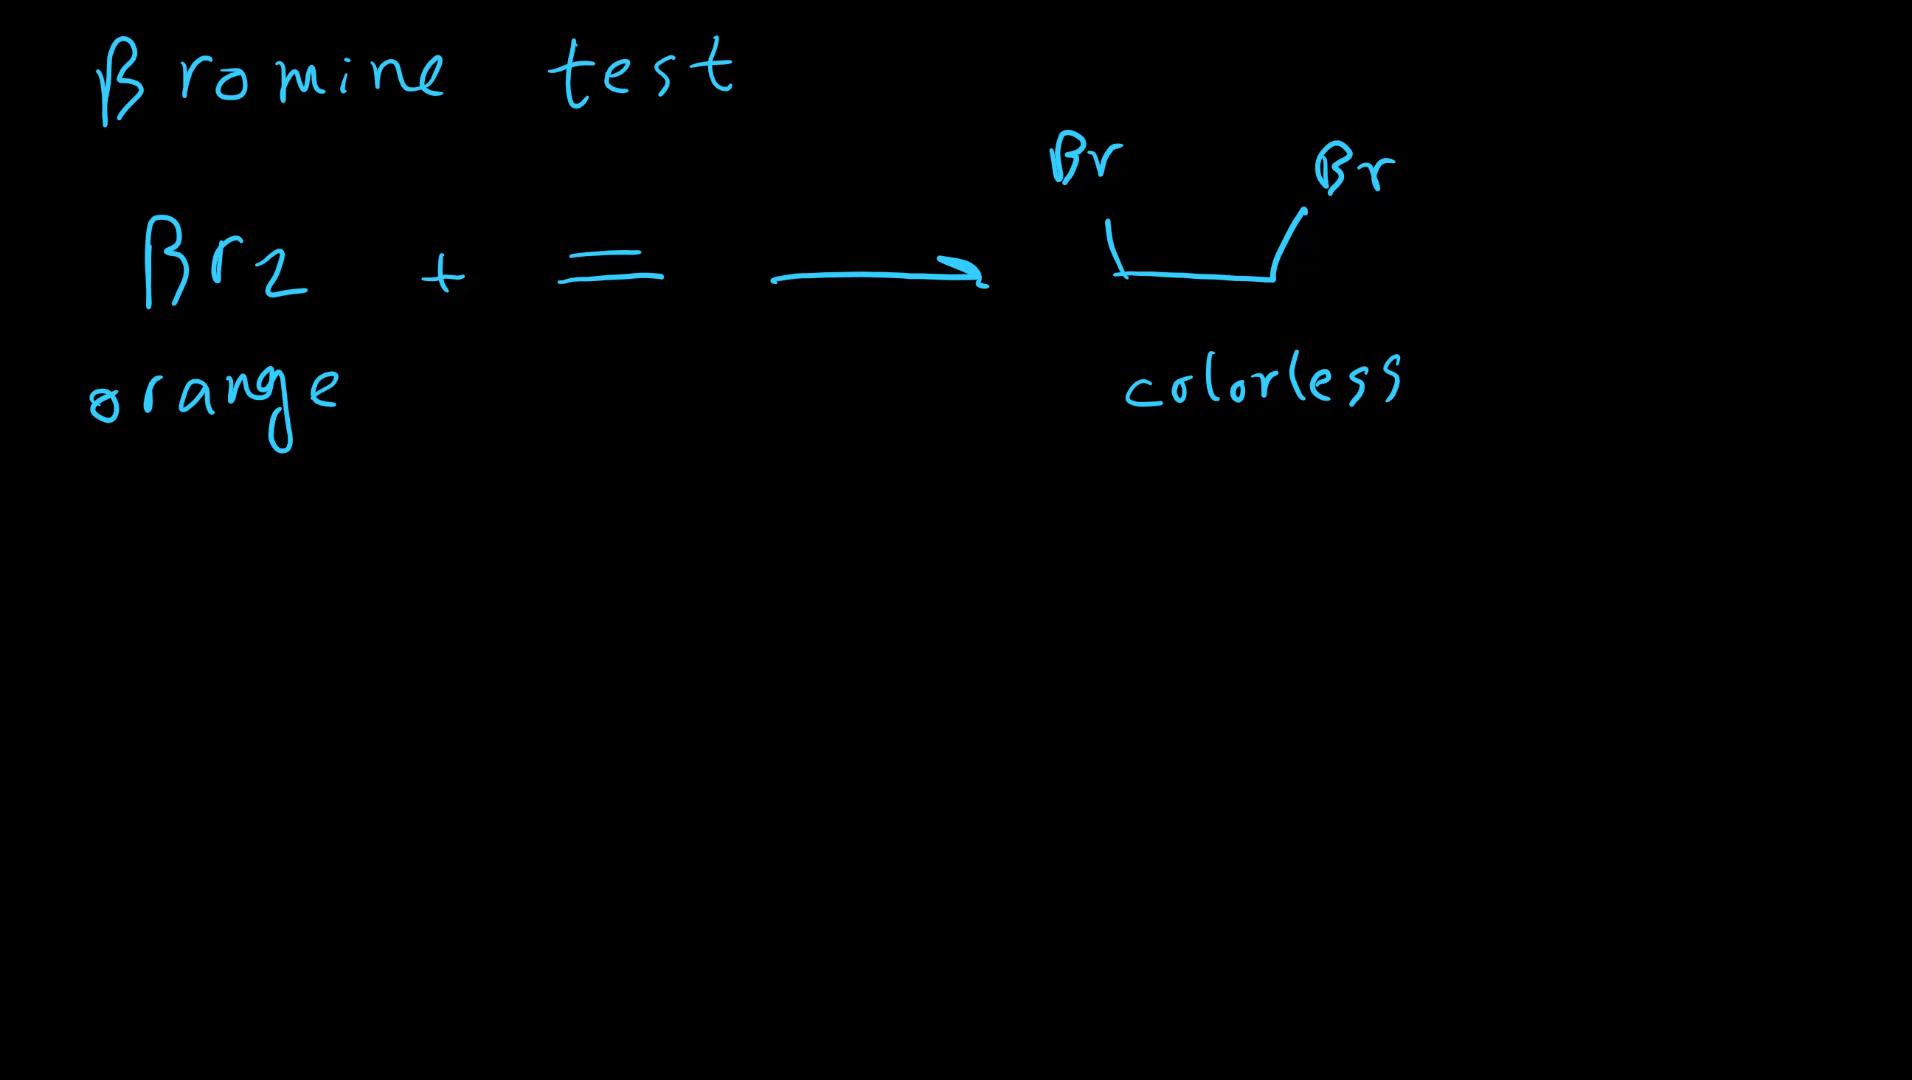 Bromine test
Br Br
Br2 + = →
orange colorless